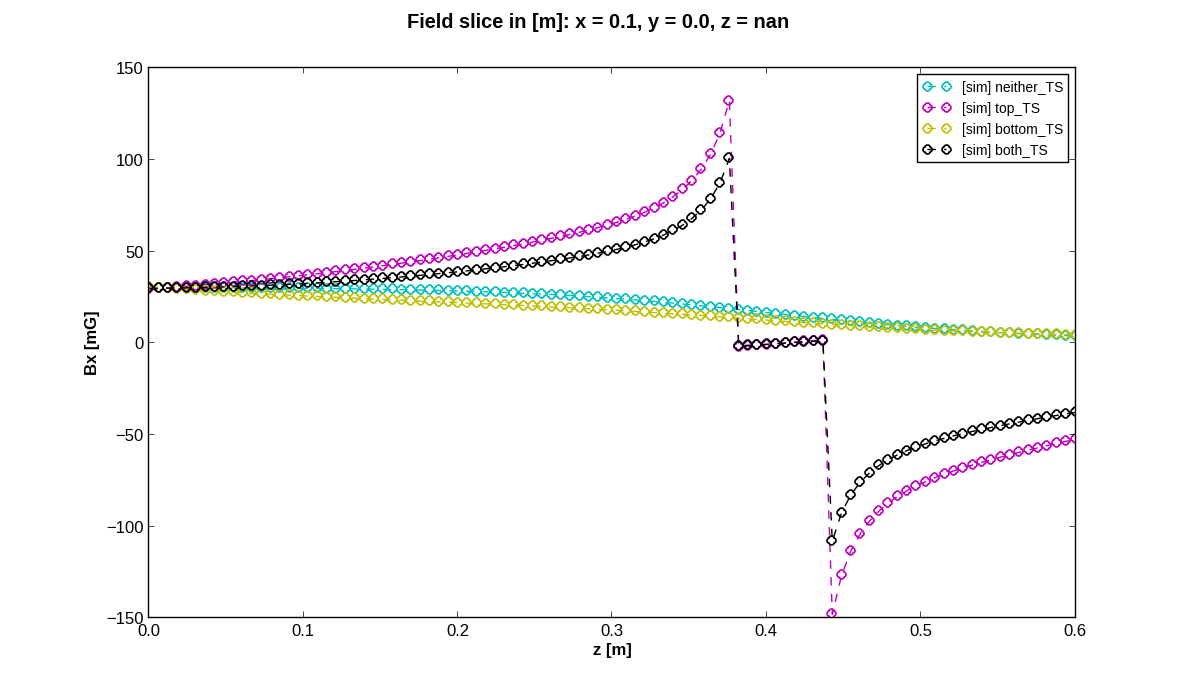 Field slice in [m]: x = 0.1, y = 0.0, z = nan
150
100
50
0
−50
−100
−150
Bx [mG]
[sim] neither_TS
[sim] top_TS
[sim] bottom_TS
[sim] both_TS
0.0 0.1 0.2 0.3 0.4 0.5 0.6
z [m]